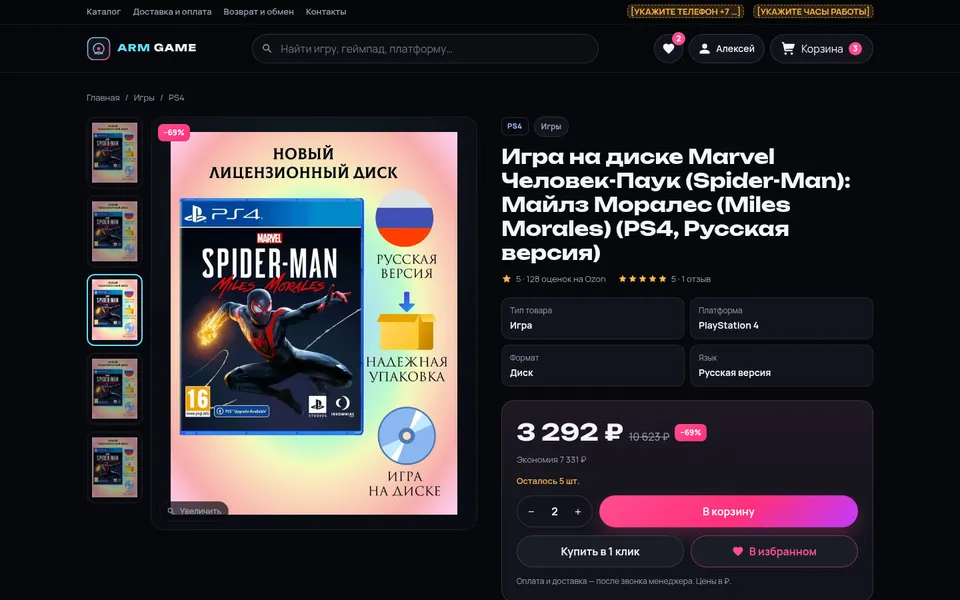 Каталог Доставка и оплата Возврат и обмен Контакты [УКАЖИТЕ ТЕЛЕФОН +7 ...] [УКАЖИТЕ ЧАСЫ РАБОТЫ]
ARM GAME Найти игру, геймпад, платформу... 2 Алексей Корзина 3
Главная / Игры / PS4
-69%
НОВЫЙ
ЛИЦЕНЗИОННЫЙ ДИСК
PS4
MARVEL
SPIDER-MAN
MILES MORALES
16
PS5 Upgrade Available
STUDIOS
INSOMNIAC
РУССКАЯ
ВЕРСИЯ
НАДЕЖНАЯ
УПАКОВКА
ИГРА
НА ДИСКЕ
Увеличить
PS4 Игры
Игра на диске Marvel
Человек-Паук (Spider-Man):
Майлз Моралес (Miles
Morales) (PS4, Русская
версия)
5 · 128 оценок на Ozon 5 · 1 отзыв
Тип товара
Игра
Платформа
PlayStation 4
Формат
Диск
Язык
Русская версия
3 292 ₽ 10 623 ₽ -69%
Экономия 7 331 ₽
Осталось 5 шт.
− 2 + В корзину
Купить в 1 клик В избранном
Оплата и доставка — после звонка менеджера. Цены в ₽.